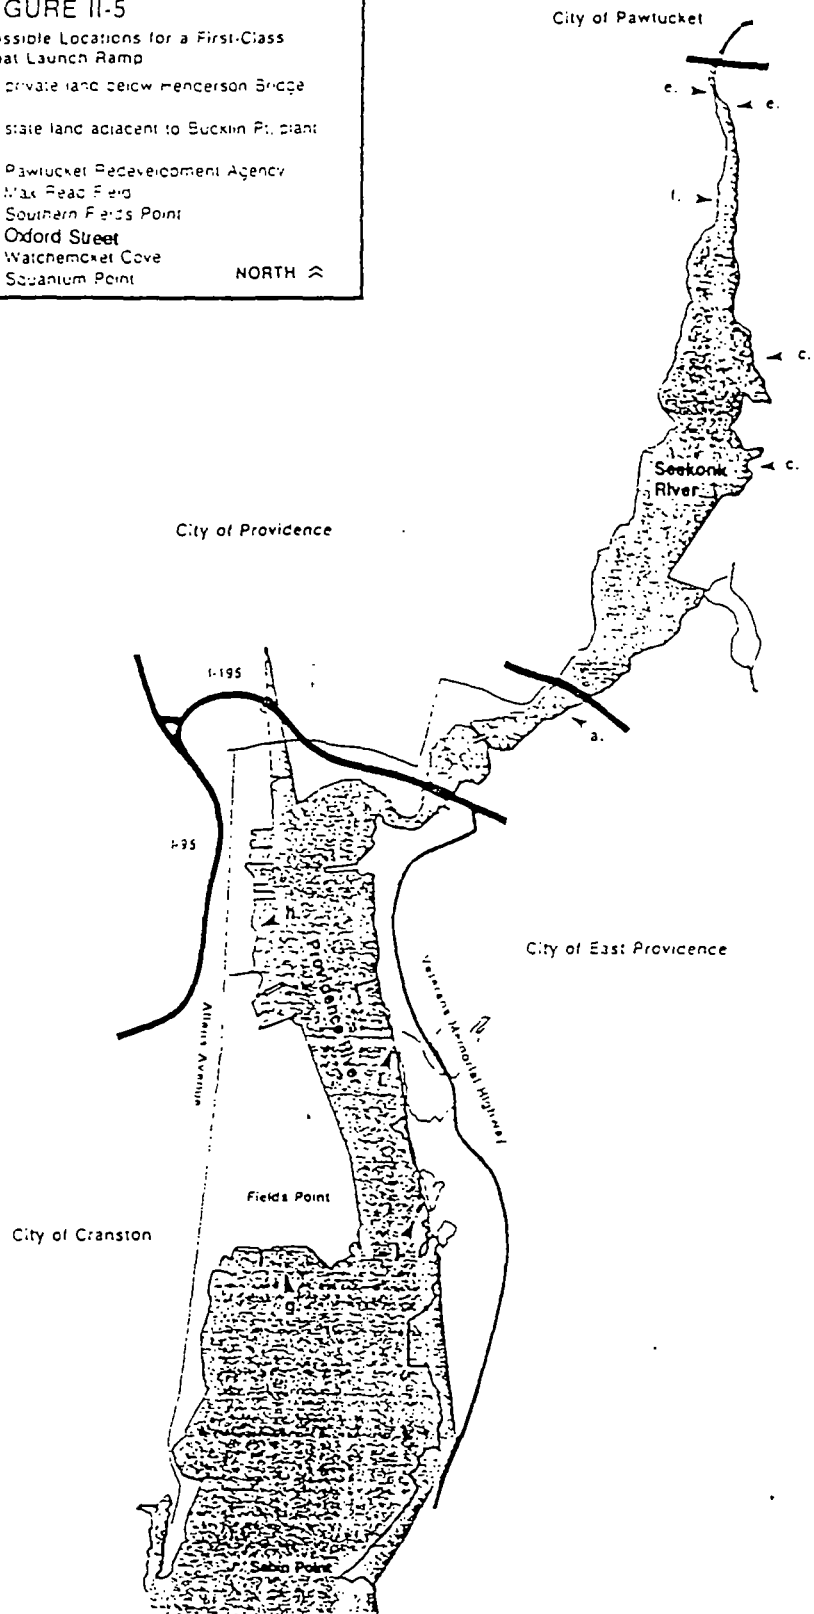 GURE II-5
ssible Locations for a First-Class
at Launch Ramp
private land below Henderson Bridge
state land adjacent to Bucklin Pt. plant
Pawtucket Redevelopment Agency
Max Read Field
Southern Fields Point
Oxford Street
Watchemoket Cove
Squantum Point
NORTH
City of Pawtucket
e.
e.
f.
c.
Seekonk
River
c.
City of Providence
I-195
a.
I-95
h.
City of East Providence
Providence River
Veterans Memorial Highway
Allens Avenue
Fields Point
City of Cranston
g.
Sabin Point